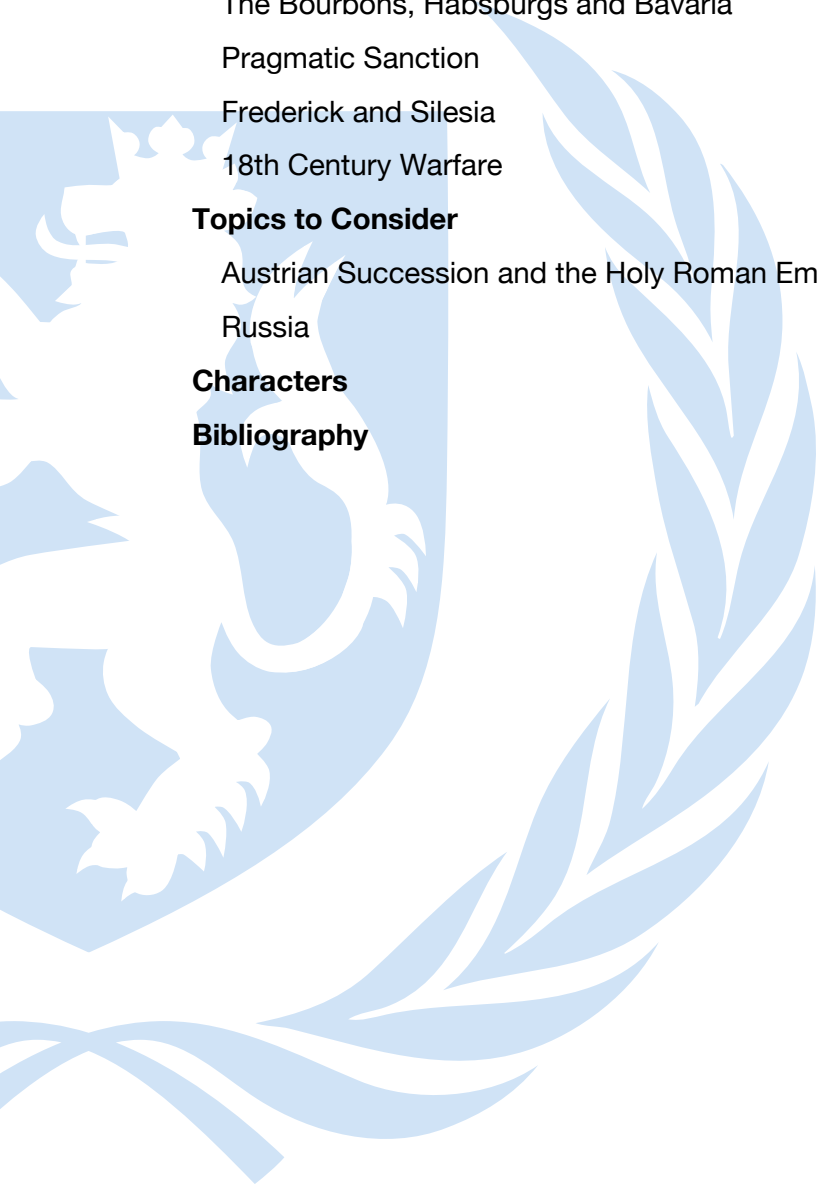 The Bourbons, Habsburgs and Bavaria
Pragmatic Sanction
Frederick and Silesia
18th Century Warfare
Topics to Consider
Austrian Succession and the Holy Roman Em
Russia
Characters
Bibliography